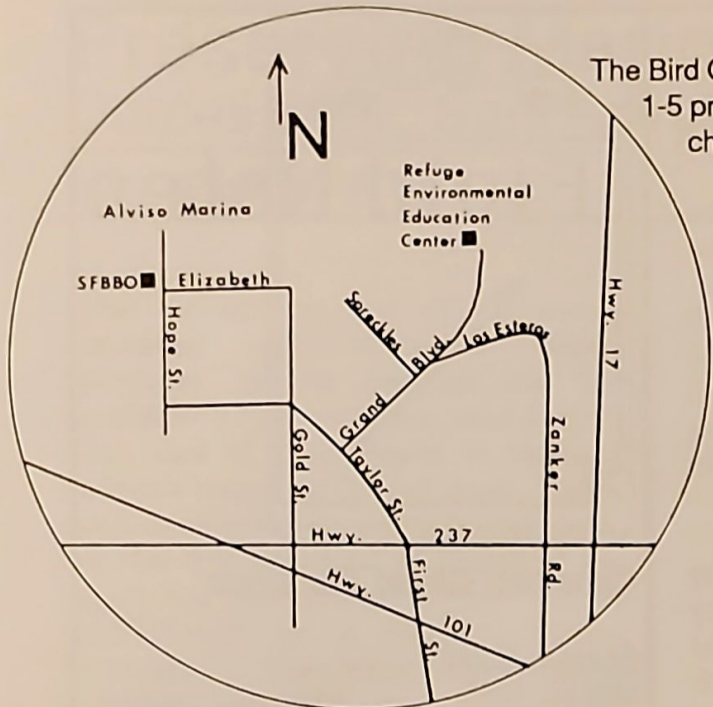 The Bird
1-5
N
Refuge
Environmental
Education
Center
Alviso Marina
SFBBO
Elizabeth
Hope St.
Spreckles
Grand Blvd.
Los Esteros
Hwy. 17
Zanker Rd.
Gold St.
Taylor St.
Hwy. 237
First St.
Hwy. 101